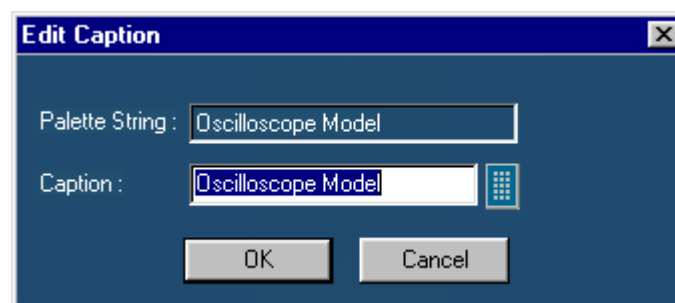 Edit Caption
Palette String : Oscilloscope Model
Caption : Oscilloscope Model
OK Cancel